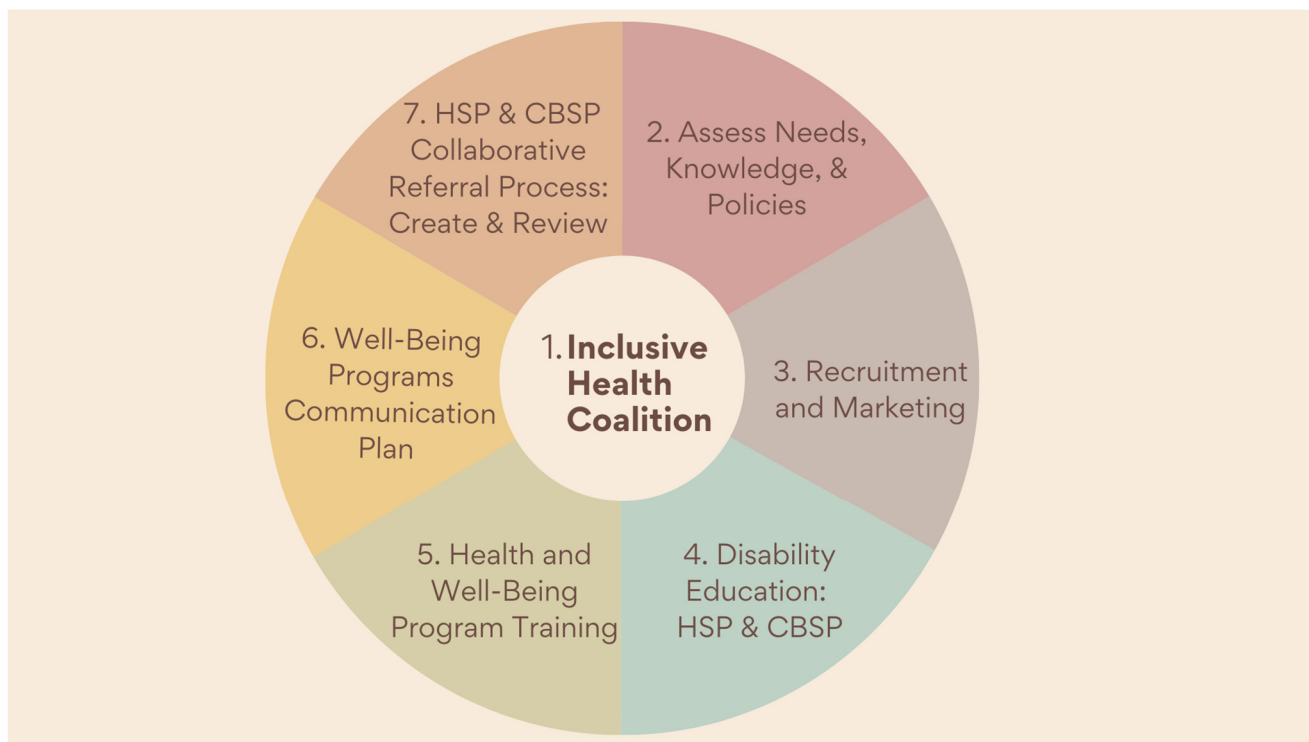 1. Inclusive
Health
Coalition
2. Assess Needs,
Knowledge, &
Policies
3. Recruitment
and Marketing
4. Disability
Education:
HSP & CBSP
5. Health and
Well-Being
Program Training
6. Well-Being
Programs
Communication
Plan
7. HSP & CBSP
Collaborative
Referral Process:
Create & Review